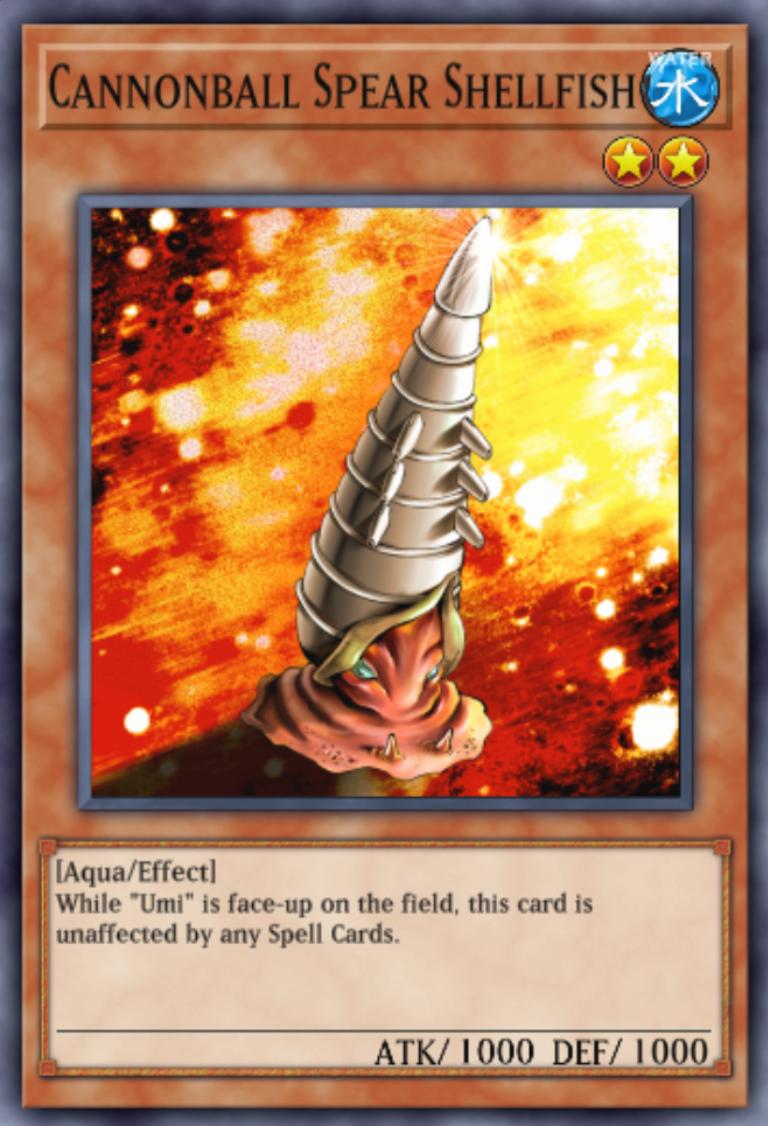 CANNONBALL SPEAR SHELLFISH
WATER
水
[Aqua/Effect]
While "Umi" is face-up on the field, this card is
unaffected by any Spell Cards.
ATK/ 1000 DEF/ 1000